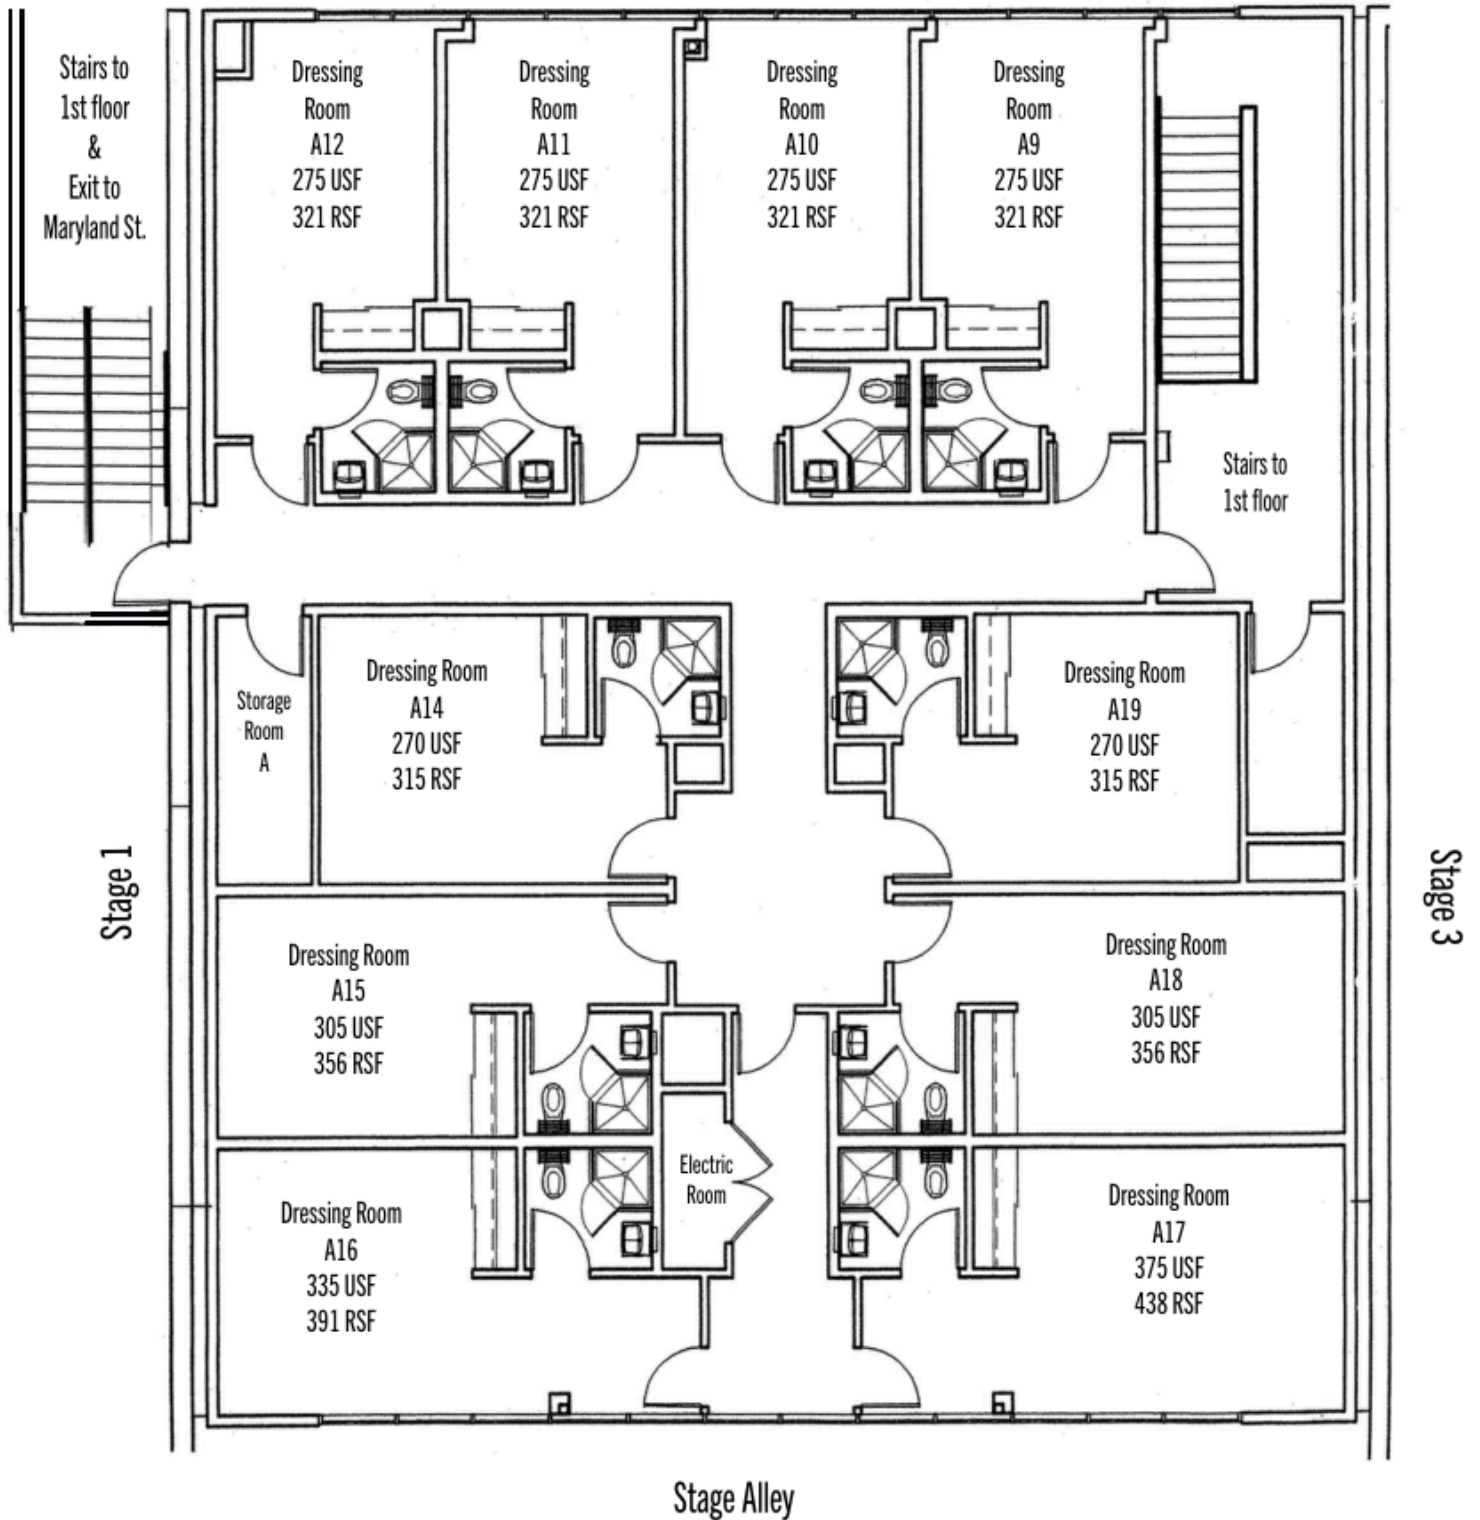 Stairs to
1st floor
&
Exit to
Maryland St.
Dressing
Room
A12
275 USF
321 RSF
Dressing
Room
A11
275 USF
321 RSF
Dressing
Room
A10
275 USF
321 RSF
Dressing
Room
A9
275 USF
321 RSF
Stairs to
1st floor
Storage
Room
A
Dressing Room
A14
270 USF
315 RSF
Dressing Room
A19
270 USF
315 RSF
Stage 1
Stage 3
Dressing Room
A15
305 USF
356 RSF
Dressing Room
A18
305 USF
356 RSF
Electric
Room
Dressing Room
A16
335 USF
391 RSF
Dressing Room
A17
375 USF
438 RSF
Stage Alley